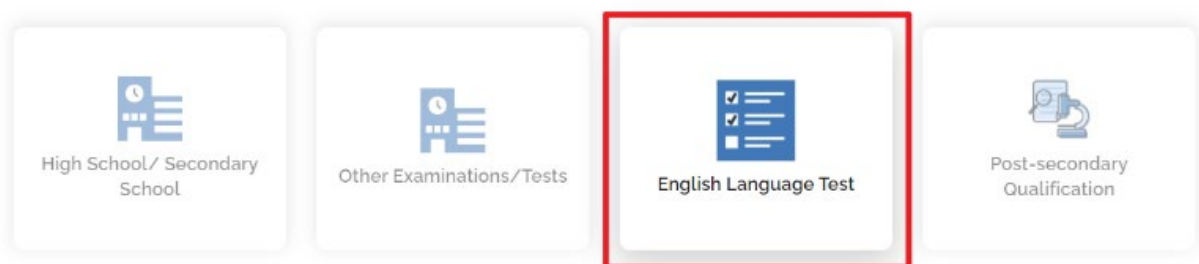 High School/ Secondary
School
Other Examinations/Tests
English Language Test
Post-secondary
Qualification